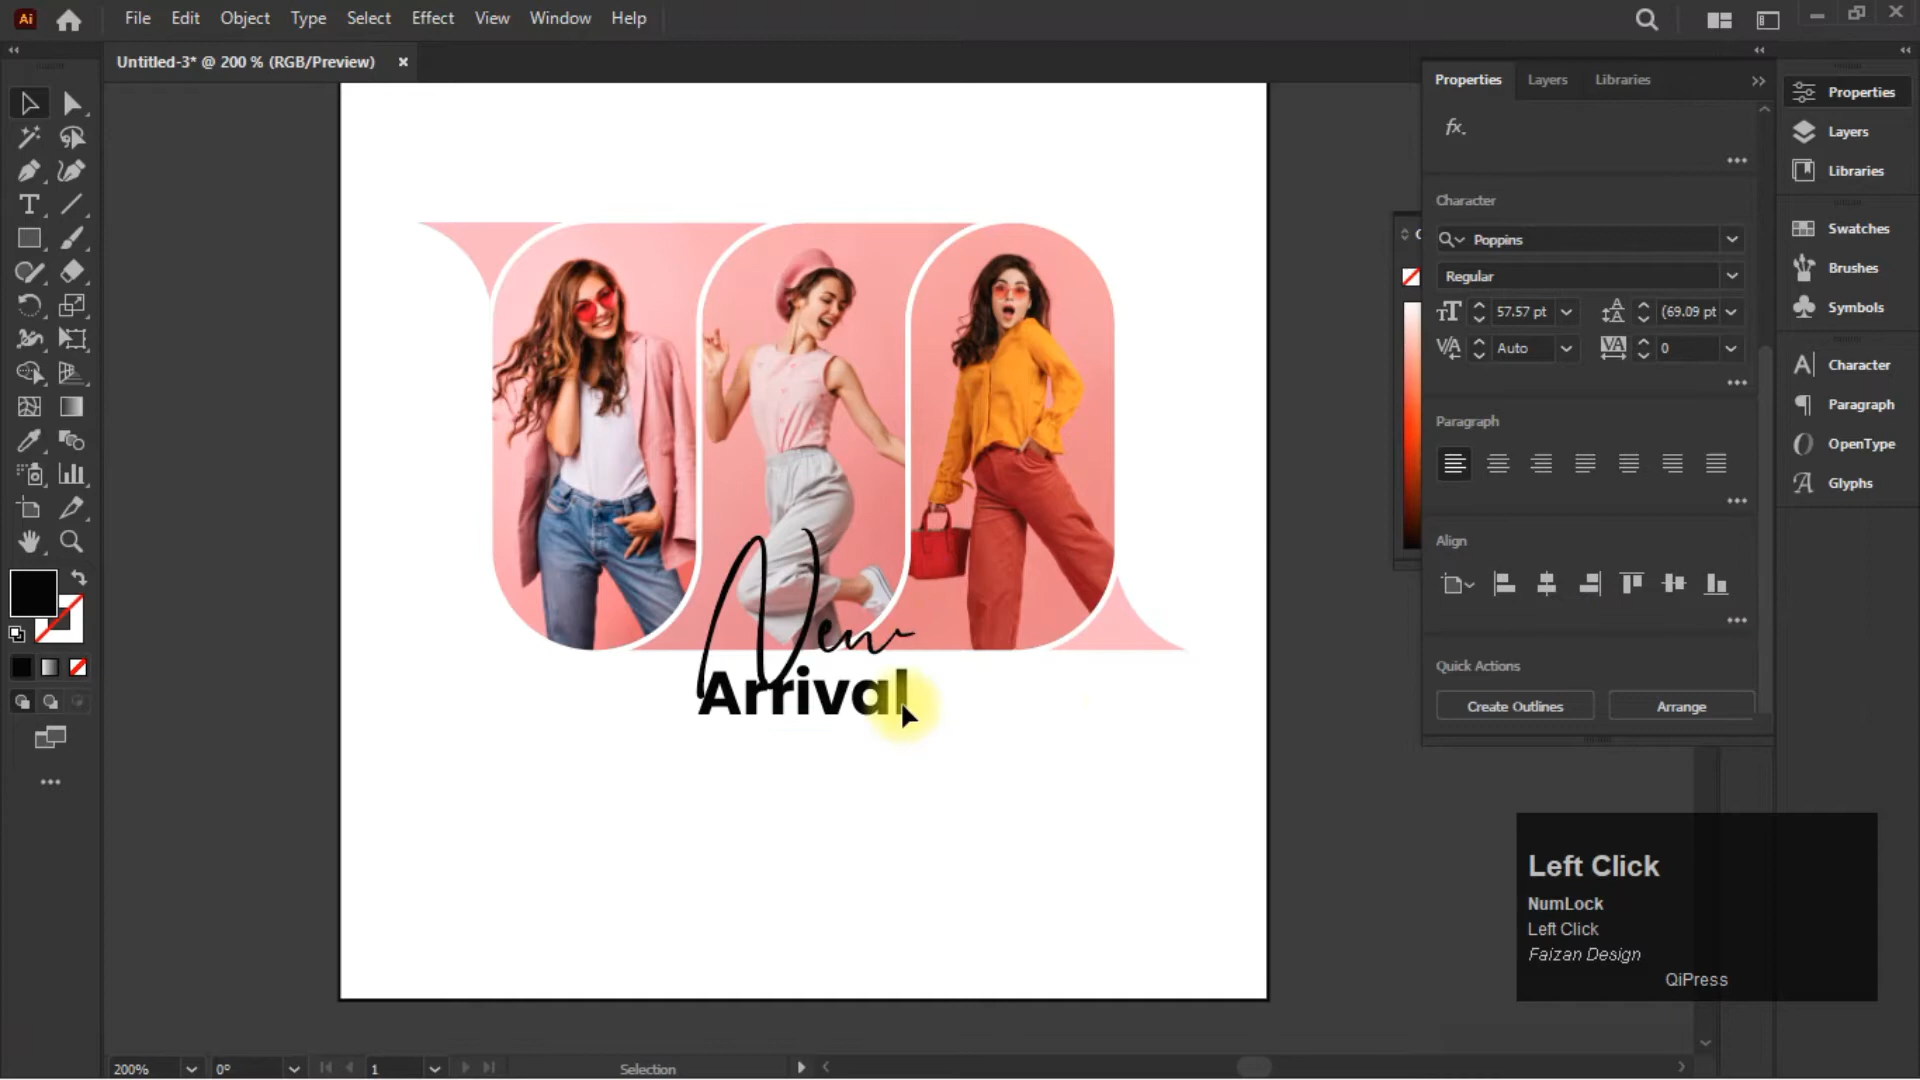 Ai File Edit Object Type Select Effect View Window Help
Untitled-3* @ 200 % (RGB/Preview) ×
Properties Layers Libraries
fx.
Character
Poppins
Regular
57.57 pt (69.09 pt
Auto 0
Paragraph
Align
Quick Actions
Create Outlines Arrange
Properties
Layers
Libraries
Swatches
Brushes
Symbols
Character
Paragraph
OpenType
Glyphs
New
Arrival
Left Click
NumLock
Left Click
Faizan Design
QiPress
200% 0° 1 Selection